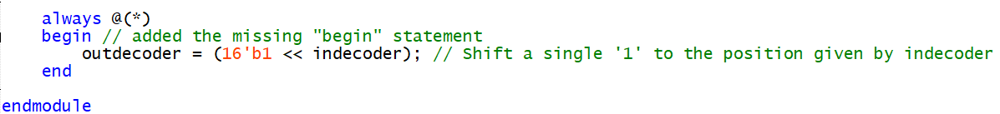 always @(*)
begin // added the missing "begin" statement
outdecoder = (16'b1 << indecoder); // Shift a single '1' to the position given by indecoder
end
endmodule